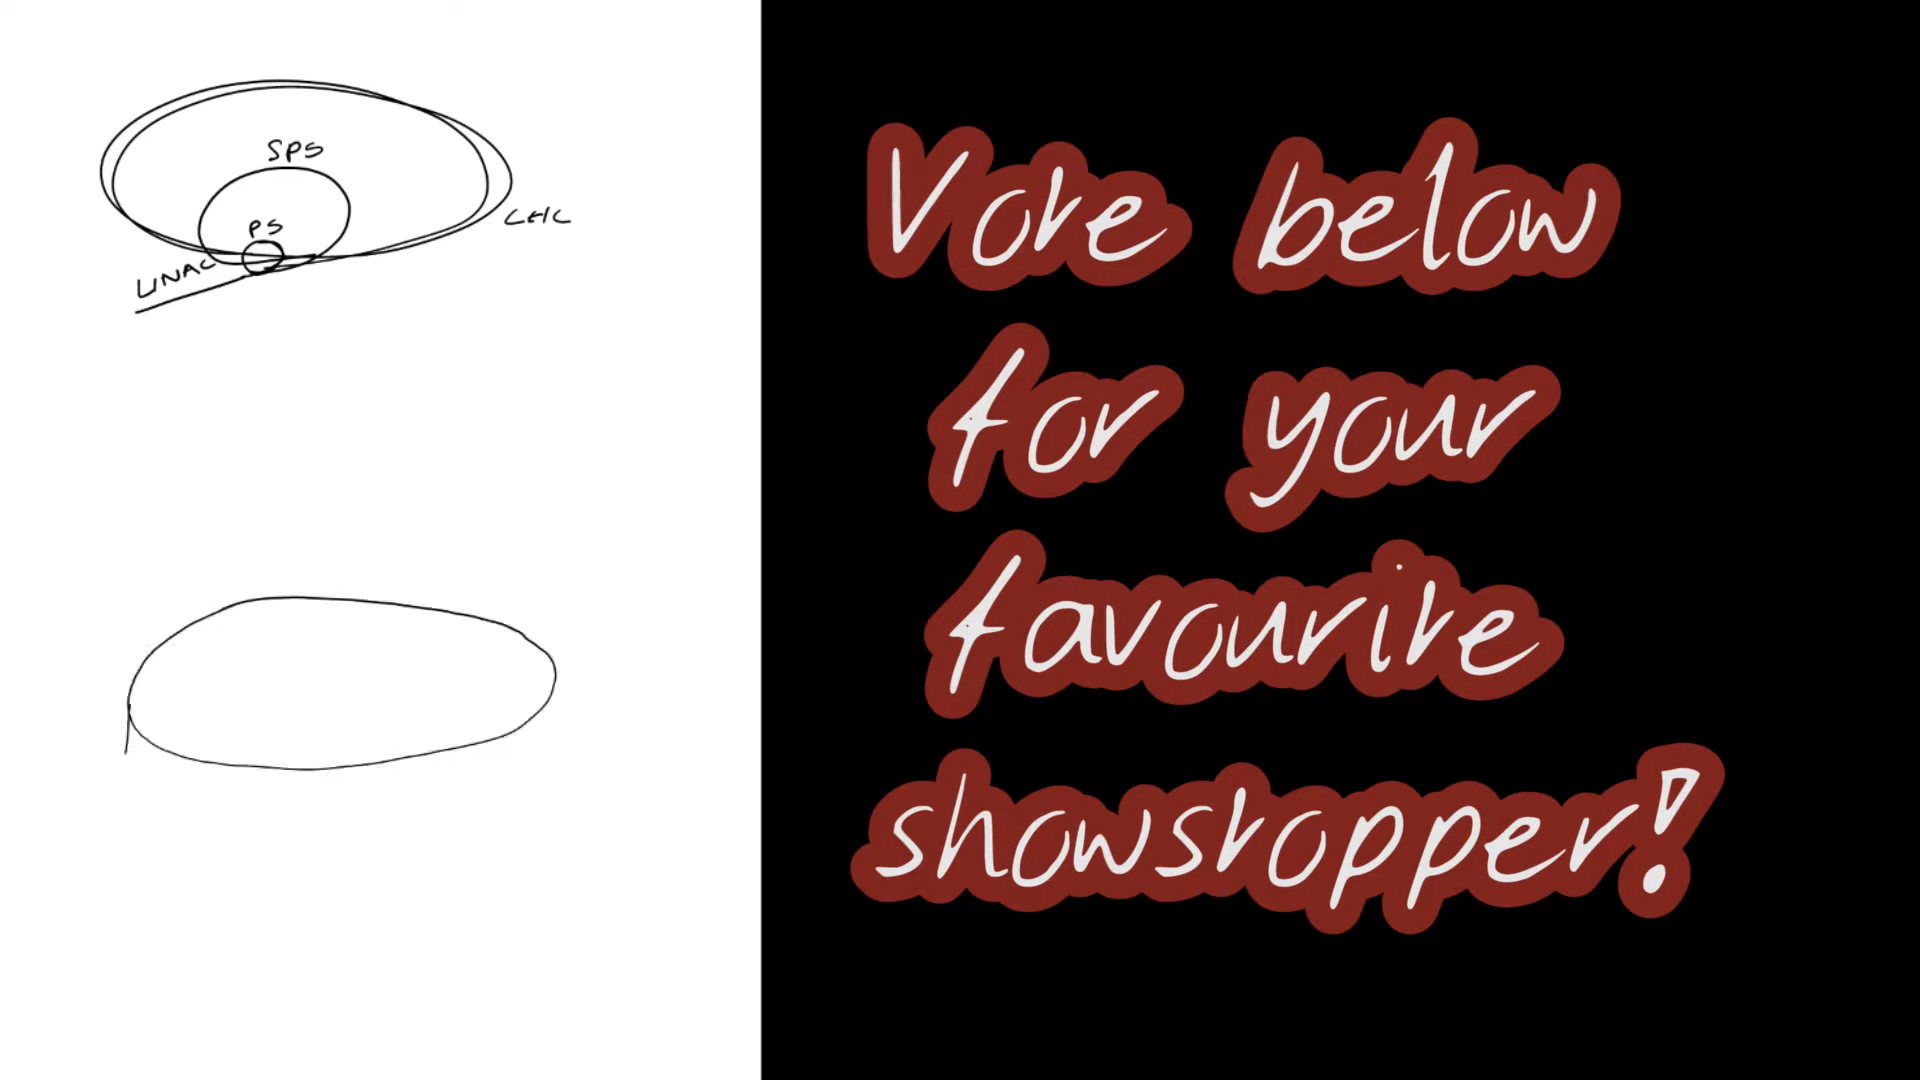 SPS
PS
LHC
LINAC
Vote below
for your
favourite
showstopper!